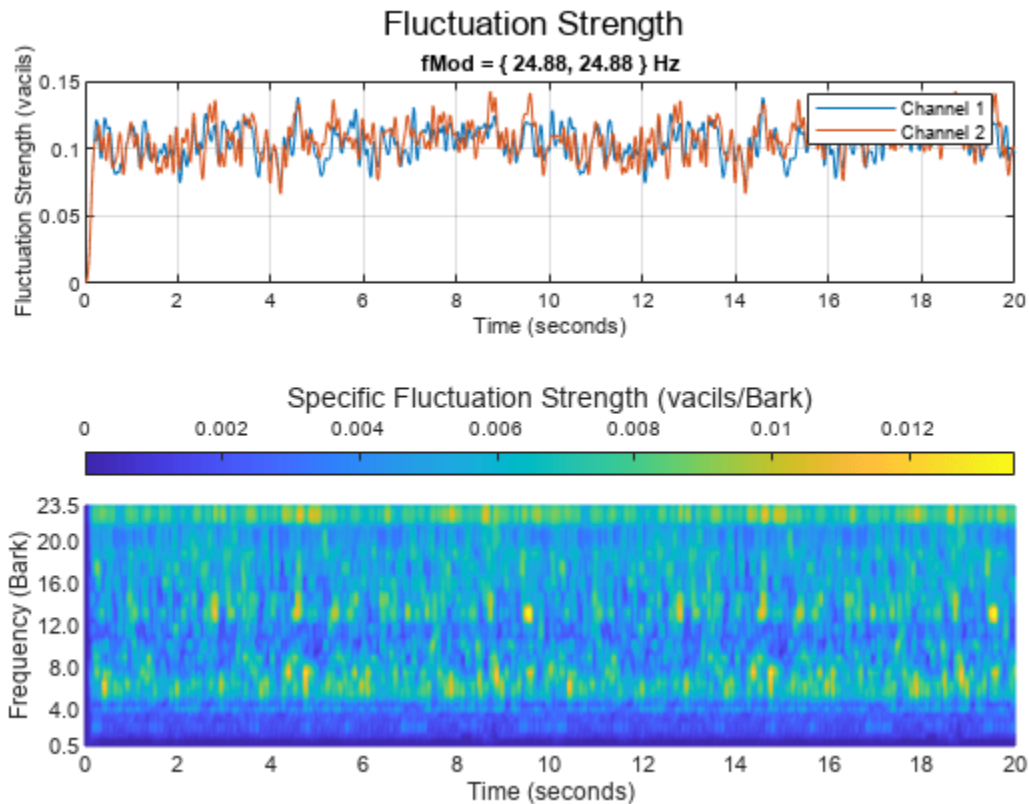 Fluctuation Strength
fMod = { 24.88, 24.88 } Hz
Fluctuation Strength (vacils)
0.15
0.1
0.05
0
Channel 1
Channel 2
0 2 4 6 8 10 12 14 16 18 20
Time (seconds)
Specific Fluctuation Strength (vacils/Bark)
0 0.002 0.004 0.006 0.008 0.01 0.012
Frequency (Bark)
23.5
20.0
16.0
12.0
8.0
4.0
0.5
0 2 4 6 8 10 12 14 16 18 20
Time (seconds)